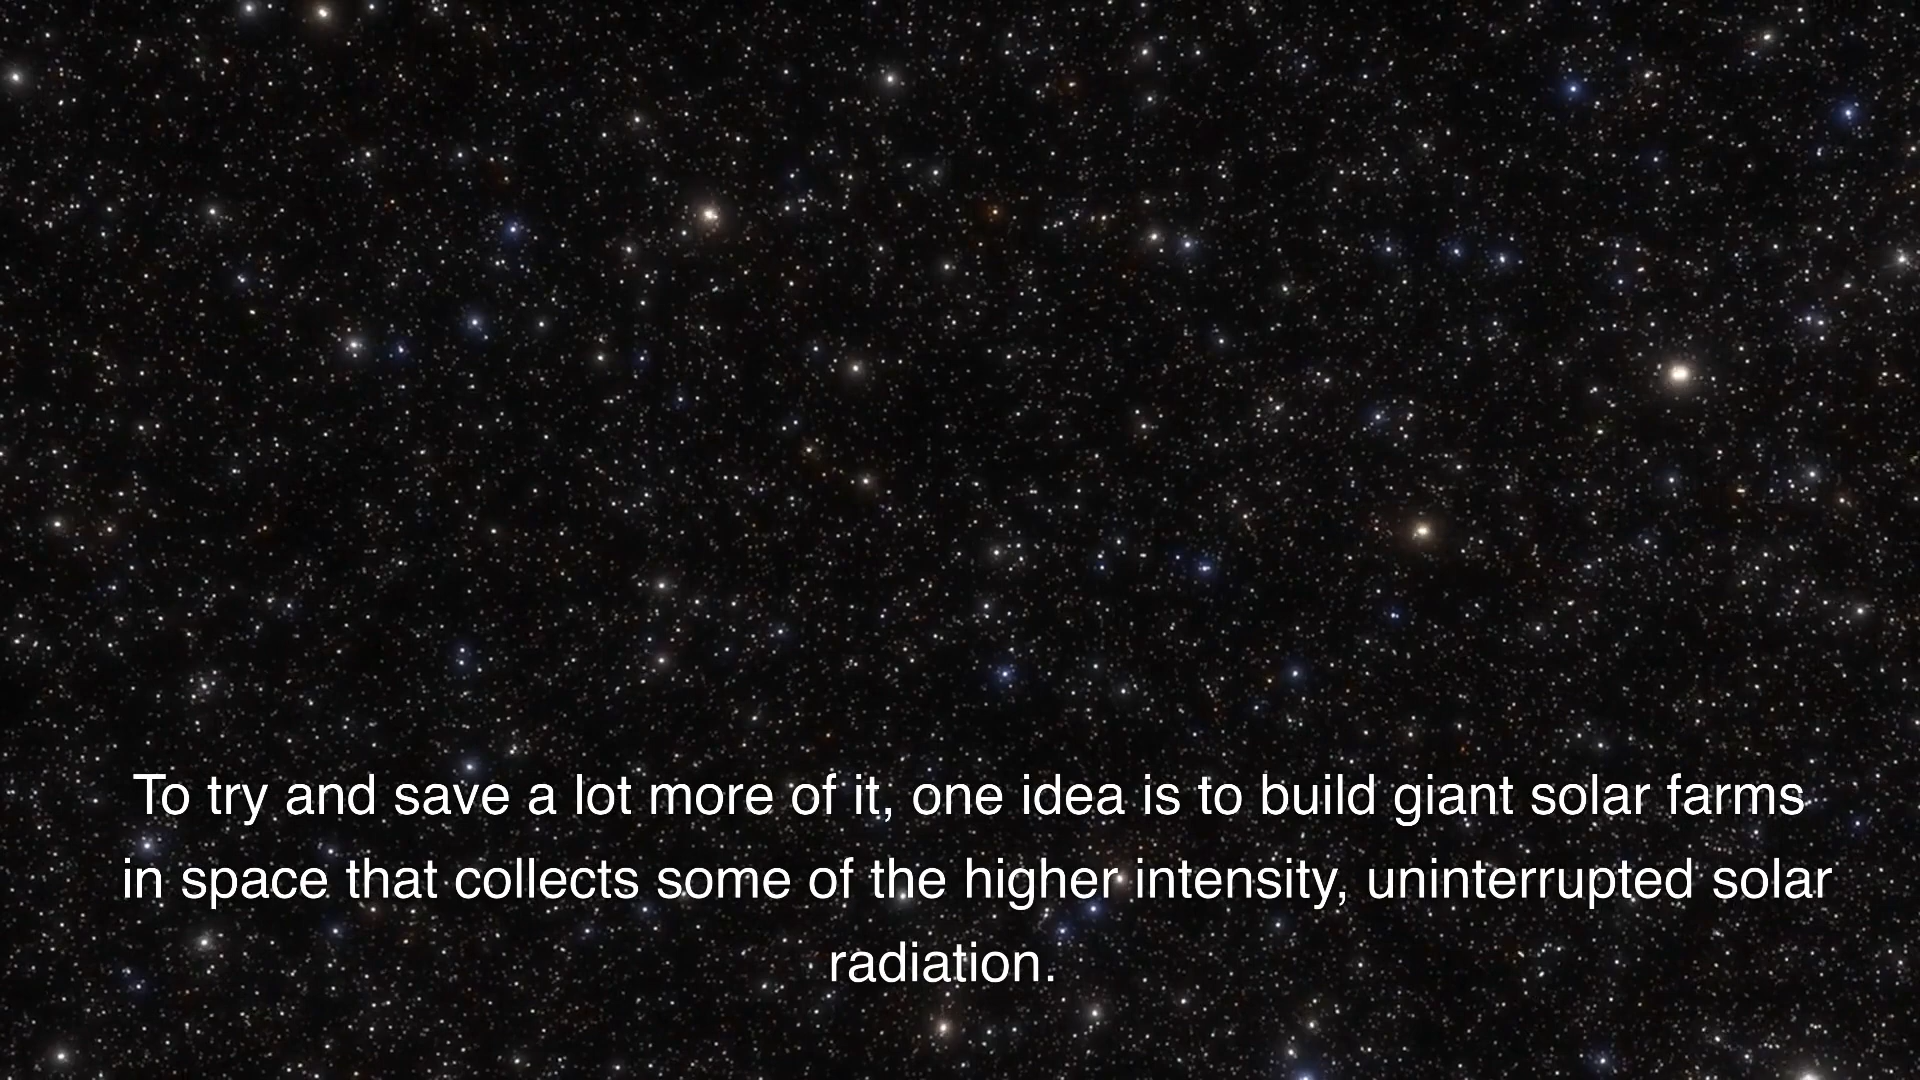 To try and save a lot more of it, one idea is to build giant solar farms
in space that collects some of the higher intensity, uninterrupted solar
radiation.